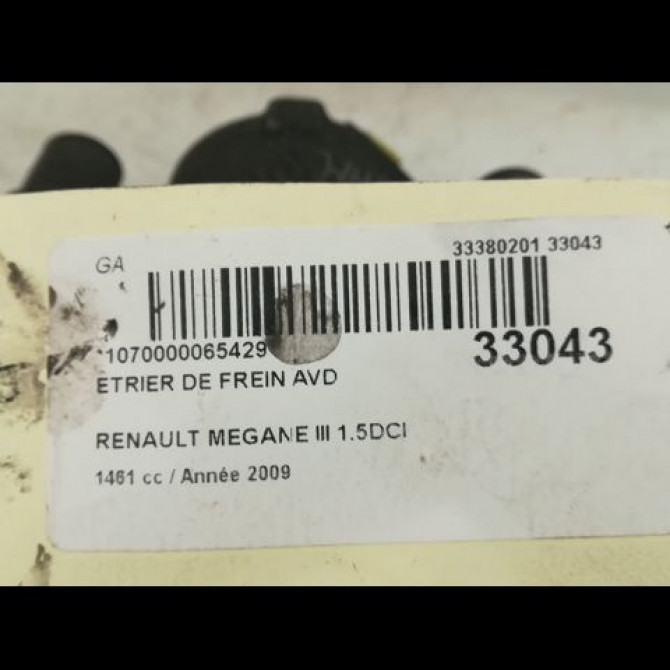 GA
33380201 33043
*1070000065429
33043
ETRIER DE FREIN AVD
RENAULT MEGANE III 1.5DCI
1461 cc / Année 2009